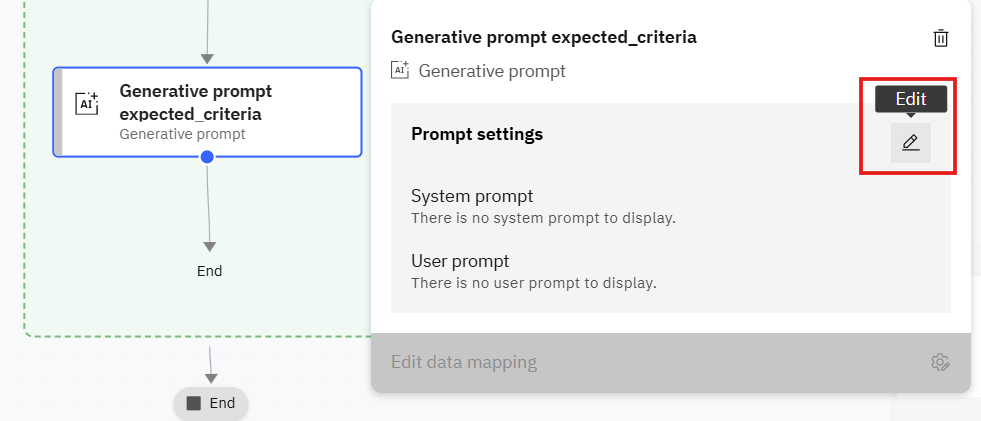 Generative prompt
expected_criteria
Generative prompt
AI
End
End
Generative prompt expected_criteria
AI
Generative prompt
Edit
Prompt settings
System prompt
There is no system prompt to display.
User prompt
There is no user prompt to display.
Edit data mapping